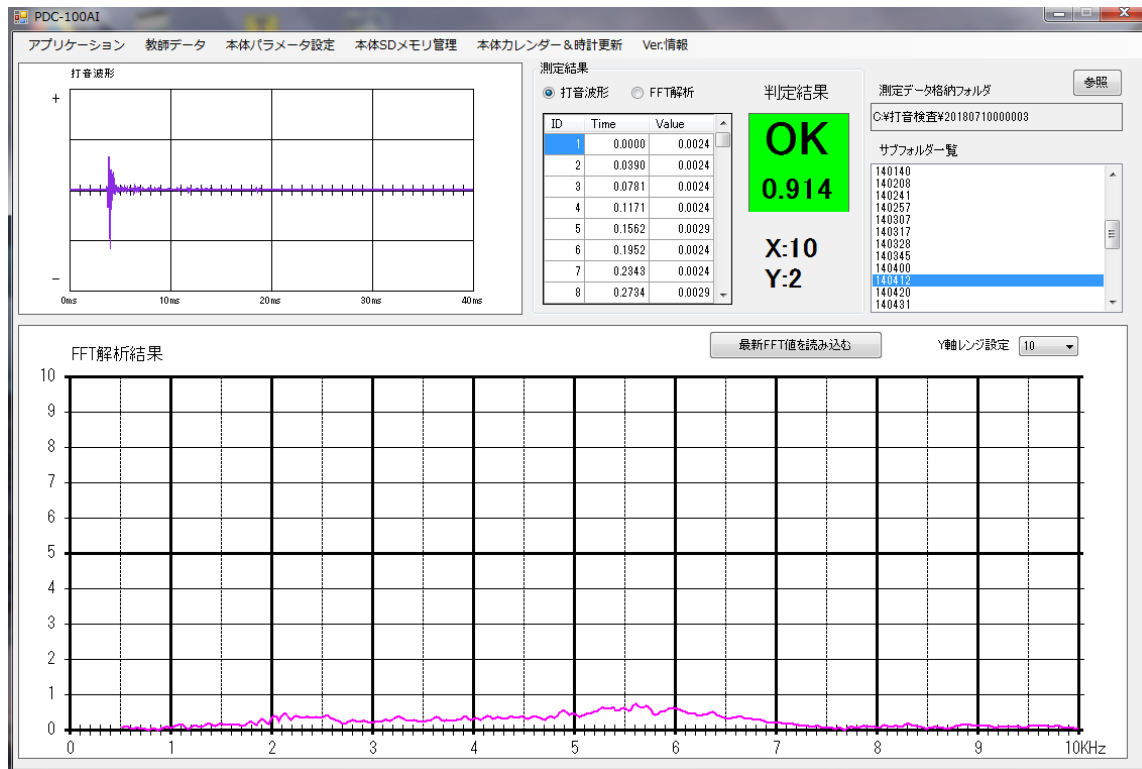 PDC-100AI
アプリケーション 教師データ 本体パラメータ設定 本体SDメモリ管理 本体カレンダー＆時計更新 Ver.情報
打音波形
+
−
0ms 10ms 20ms 30ms 40ms
測定結果
打音波形 FFT解析
ID Time Value
1 0.0000 0.0024
2 0.0390 0.0024
3 0.0781 0.0024
4 0.1171 0.0024
5 0.1562 0.0029
6 0.1952 0.0024
7 0.2343 0.0024
8 0.2734 0.0029
判定結果
OK
0.914
X:10
Y:2
測定データ格納フォルダ 参照
C:¥打音検査¥20180710000003
サブフォルダ一覧
140140
140208
140241
140257
140307
140317
140328
140345
140400
140412
140420
140431
FFT解析結果 最新FFT値を読み込む Y軸レンジ設定 10
10
9
8
7
6
5
4
3
2
1
0
0 1 2 3 4 5 6 7 8 9 10KHz